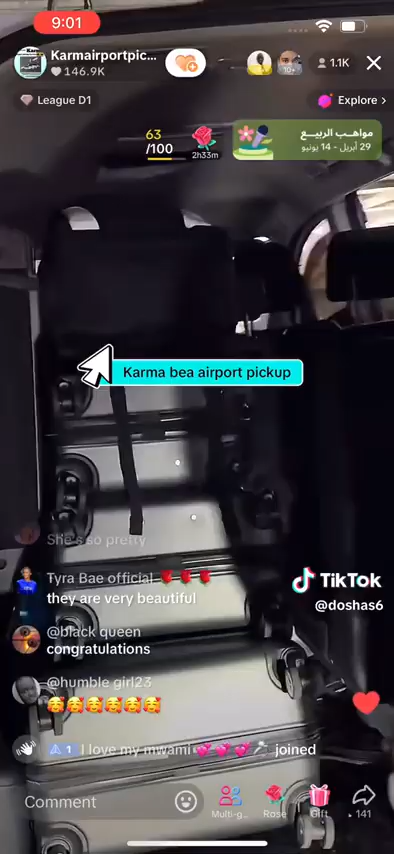 9:01
Karmairportpic...
146.9K
10+
1.1K
League D1
Explore >
63
/100
2h33m
مواهب الربيع
29 أبريل - 14 يونيو
Karma bea airport pickup
She's so pretty
Tyra Bae official 🌹🌹🌹
they are very beautiful
TikTok
@doshas6
@black queen
congratulations
@humble girl23
🥰🥰🥰🥰🥰🥰
1 I love my mwami 💞💞💞 joined
Comment
Multi-g...
Rose
Gift
141